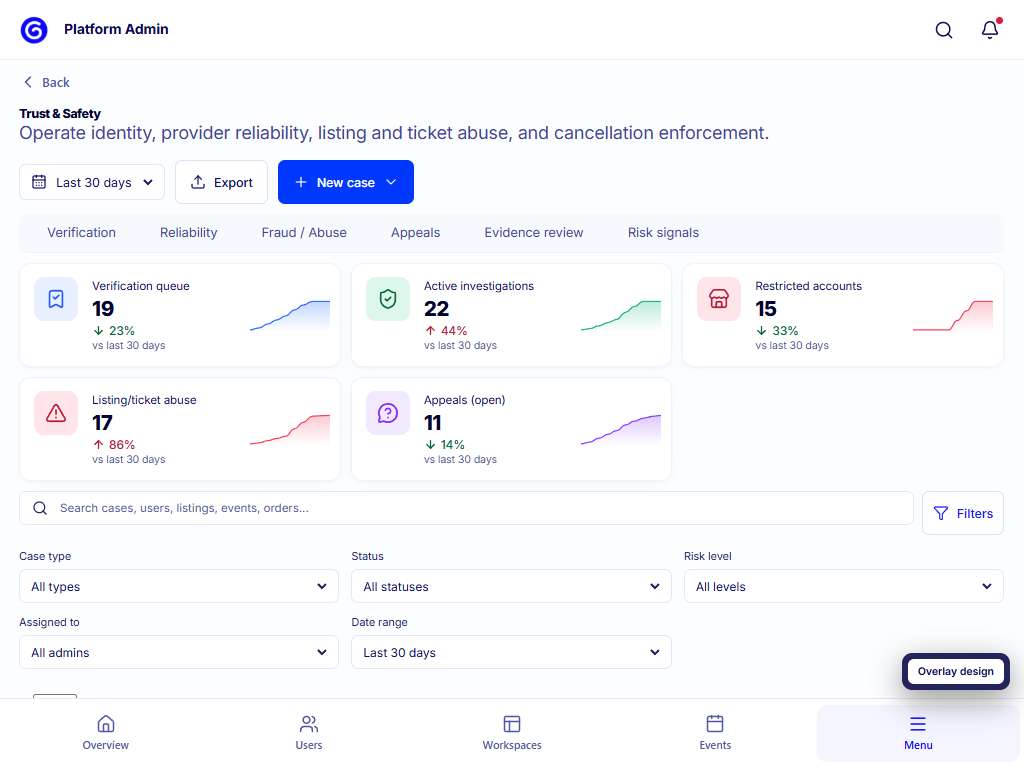 Platform Admin
Back
Trust & Safety
Operate identity, provider reliability, listing and ticket abuse, and cancellation enforcement.
Last 30 days
Export
New case
Verification
Reliability
Fraud / Abuse
Appeals
Evidence review
Risk signals
Verification queue
19
23%
vs last 30 days
Active investigations
22
44%
vs last 30 days
Restricted accounts
15
33%
vs last 30 days
Listing/ticket abuse
17
86%
vs last 30 days
Appeals (open)
11
14%
vs last 30 days
Search cases, users, listings, events, orders...
Filters
Case type
All types
Status
All statuses
Risk level
All levels
Assigned to
All admins
Date range
Last 30 days
Overlay design
Overview
Users
Workspaces
Events
Menu